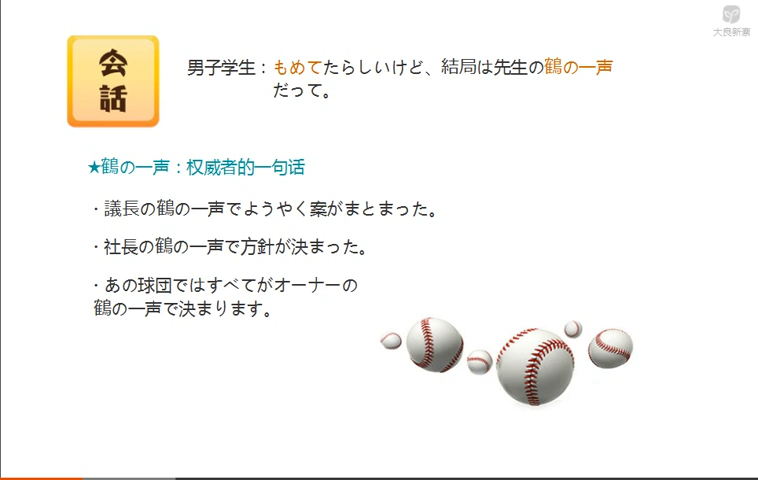 大良新寨
会
話
男子学生：もめてたらしいけど、結局は先生の鶴の一声
だって。
★鶴の一声：权威者的一句话
・議長の鶴の一声でようやく案がまとまった。
・社長の鶴の一声で方針が決まった。
・あの球団ではすべてがオーナーの
鶴の一声で決まります。